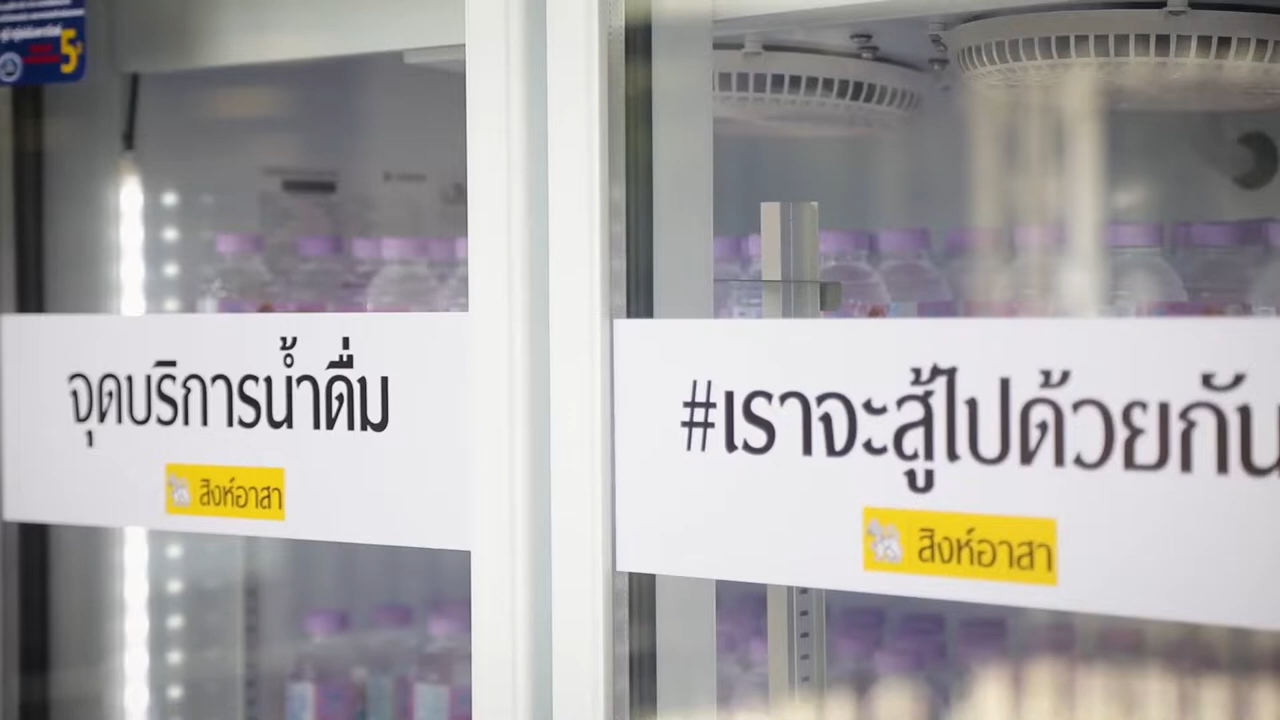 5
จุดบริการน้ำดื่ม
สิงห์อาสา
#เราจะสู้ไปด้วยกัน
สิงห์อาสา